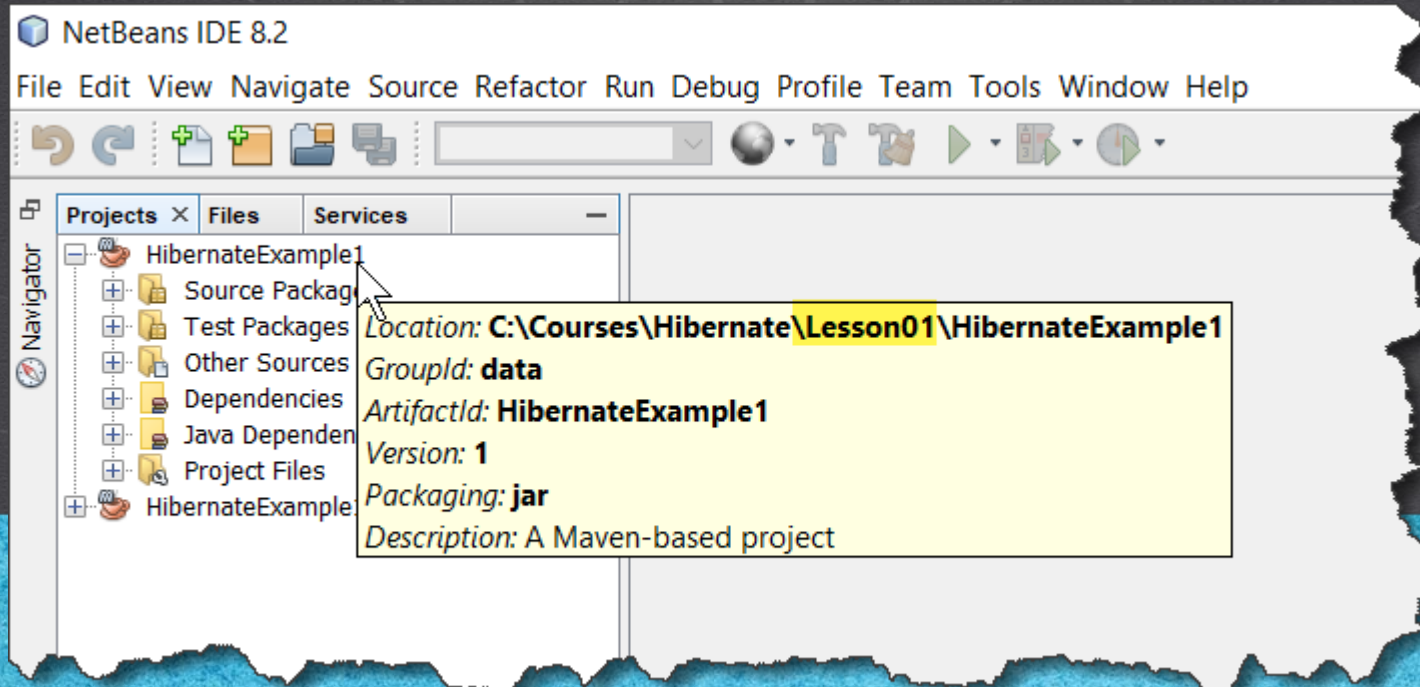 NetBeans IDE 8.2
File Edit View Navigate Source Refactor Run Debug Profile Team Tools Window Help
Projects Files Services
Navigator
HibernateExample1
Source Packag
Test Packages
Other Sources
Dependencies
Java Dependen
Project Files
HibernateExample
Location: C:\Courses\Hibernate\Lesson01\HibernateExample1
GroupId: data
ArtifactId: HibernateExample1
Version: 1
Packaging: jar
Description: A Maven-based project